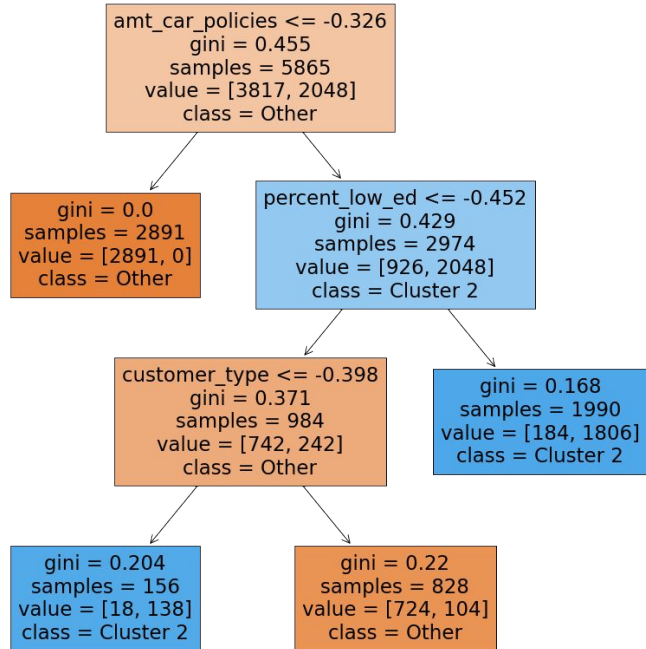 amt_car_policies <= -0.326
gini = 0.455
samples = 5865
value = [3817, 2048]
class = Other
gini = 0.0
samples = 2891
value = [2891, 0]
class = Other
percent_low_ed <= -0.452
gini = 0.429
samples = 2974
value = [926, 2048]
class = Cluster 2
customer_type <= -0.398
gini = 0.371
samples = 984
value = [742, 242]
class = Other
gini = 0.168
samples = 1990
value = [184, 1806]
class = Cluster 2
gini = 0.204
samples = 156
value = [18, 138]
class = Cluster 2
gini = 0.22
samples = 828
value = [724, 104]
class = Other